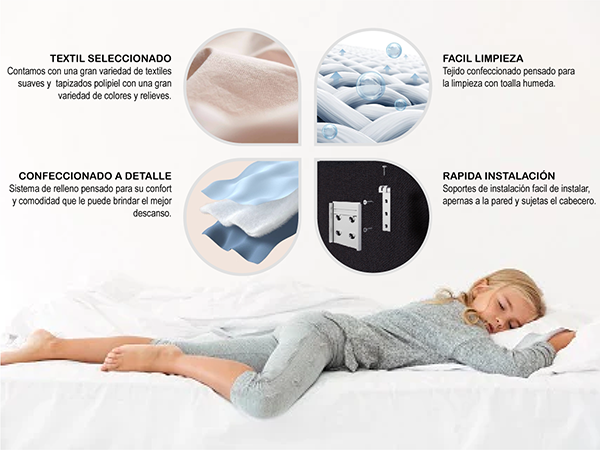 TEXTIL SELECCIONADO
Contamos con una gran variedad de textiles
suaves y tapizados polipiel con una gran
variedad de colores y relieves.
FACIL LIMPIEZA
Tejido confeccionado pensado para
la limpieza con toalla humeda.
CONFECCIONADO A DETALLE
Sistema de relleno pensado para su confort
y comodidad que le puede brindar el mejor
descanso.
RAPIDA INSTALACIÓN
Soportes de instalación facil de instalar,
apernas a la pared y sujetas el cabecero.